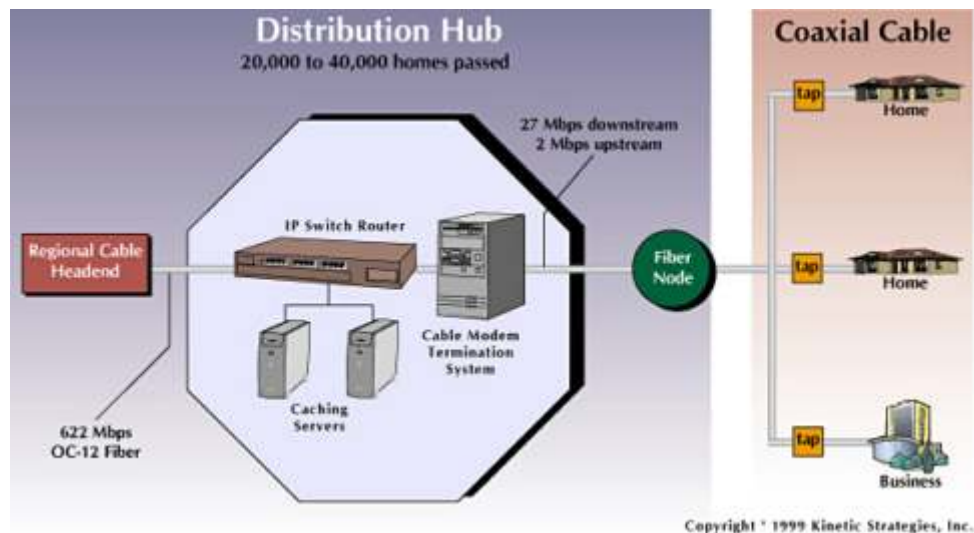 Distribution Hub
20,000 to 40,000 homes passed
Coaxial Cable
tap
Home
27 Mbps downstream
2 Mbps upstream
IP Switch Router
Regional Cable
Headend
Fiber
Node
tap
Home
Cable Modem
Termination
System
Caching
Servers
622 Mbps
OC-12 Fiber
tap
Business
Copyright ' 1999 Kinetic Strategies, Inc.